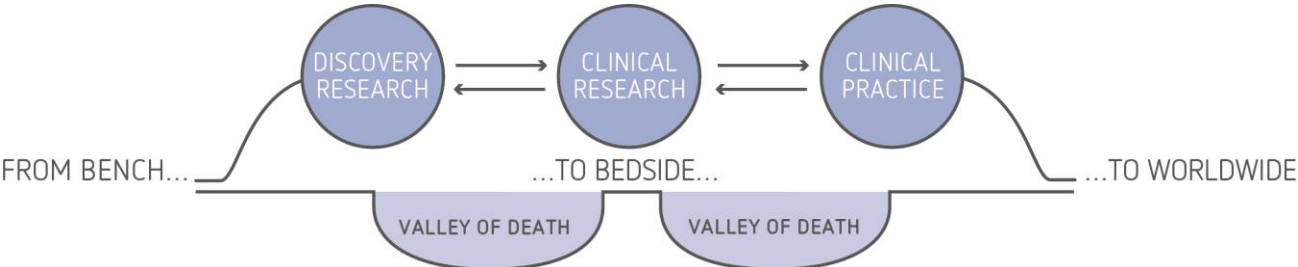 DISCOVERY
RESEARCH
CLINICAL
RESEARCH
CLINICAL
PRACTICE
FROM BENCH...
...TO BEDSIDE...
...TO WORLDWIDE
VALLEY OF DEATH
VALLEY OF DEATH